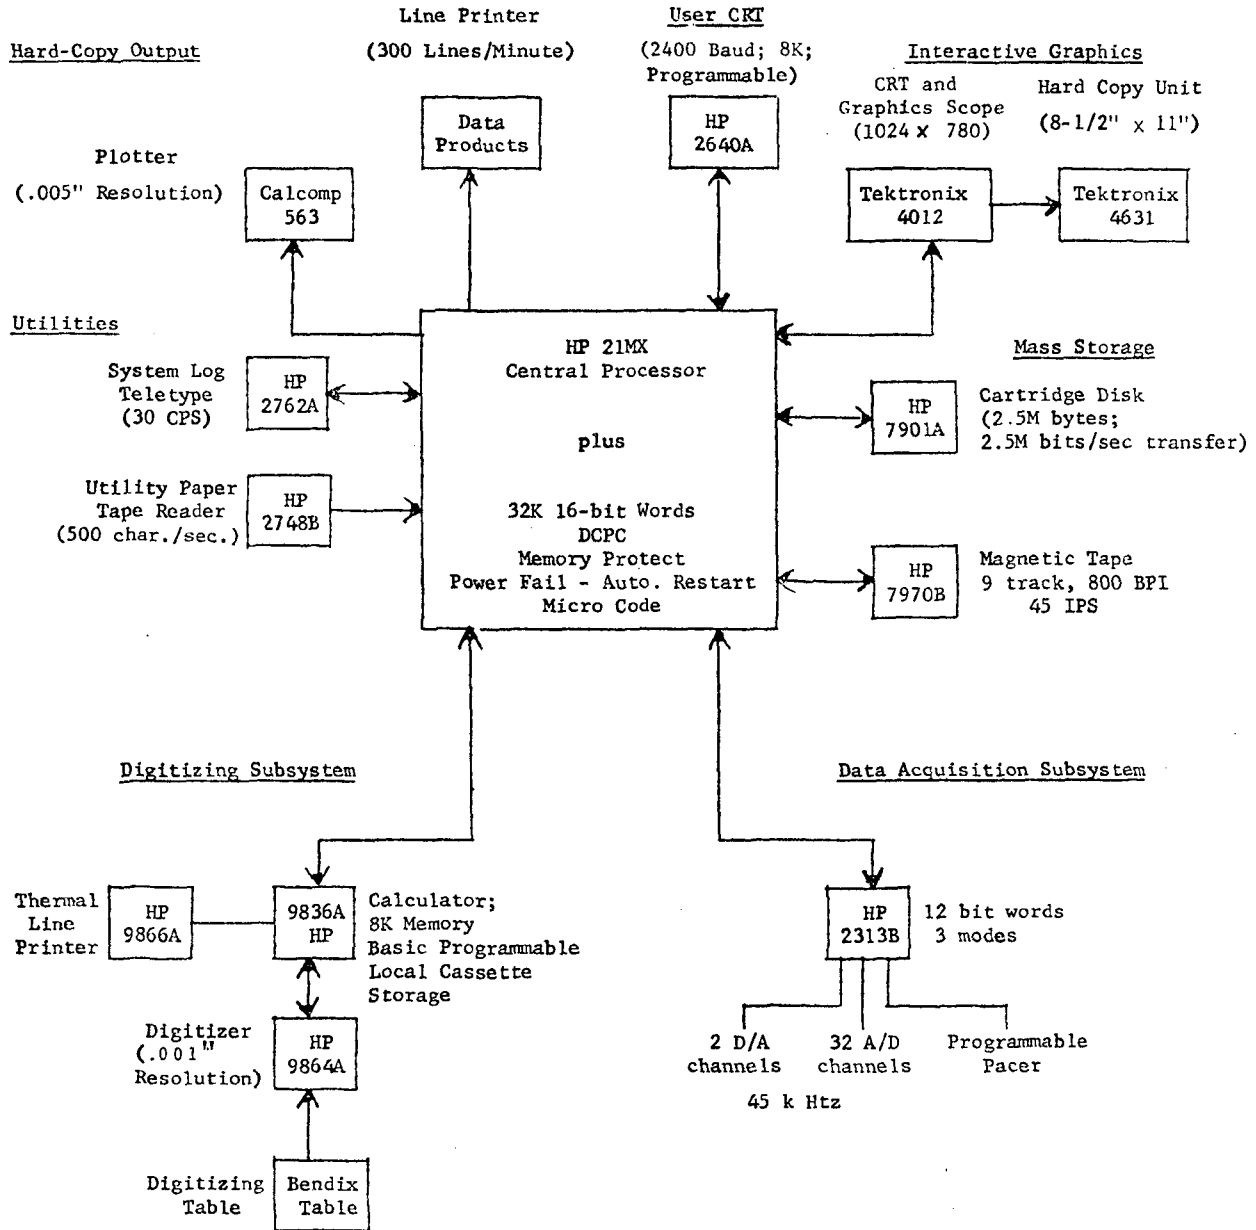 Hard-Copy Output
Line Printer
(300 Lines/Minute)
Data
Products
User CRT
(2400 Baud; 8K;
Programmable)
HP
2640A
Interactive Graphics
CRT and
Graphics Scope
(1024 x 780)
Hard Copy Unit
(8-1/2" x 11")
Tektronix
4012
Tektronix
4631
Plotter
(.005" Resolution)
Calcomp
563
Utilities
System Log
Teletype
(30 CPS)
HP
2762A
Utility Paper
Tape Reader
(500 char./sec.)
HP
2748B
HP 21MX
Central Processor
plus
32K 16-bit Words
DCPC
Memory Protect
Power Fail - Auto. Restart
Micro Code
Mass Storage
HP
7901A
Cartridge Disk
(2.5M bytes;
2.5M bits/sec transfer)
HP
7970B
Magnetic Tape
9 track, 800 BPI
45 IPS
Digitizing Subsystem
Thermal
Line
Printer
HP
9866A
9836A
HP
Calculator;
8K Memory
Basic Programmable
Local Cassette
Storage
Digitizer
(.001"
Resolution)
HP
9864A
Digitizing
Table
Bendix
Table
Data Acquisition Subsystem
HP
2313B
12 bit words
3 modes
2 D/A
channels
32 A/D
channels
Programmable
Pacer
45 k Htz